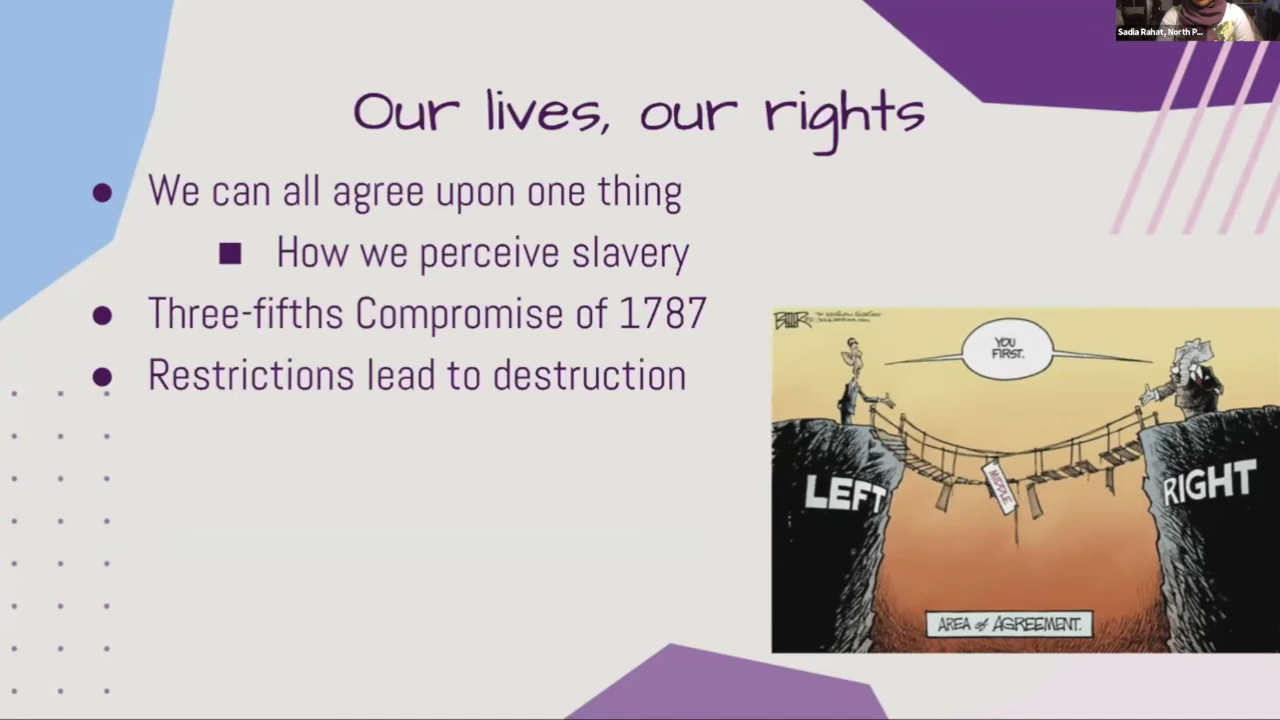 Sadia Rahat, North P...
Our lives, our rights
● We can all agree upon one thing
■ How we perceive slavery
● Three-fifths Compromise of 1787
● Restrictions lead to destruction
YOU
FIRST.
LEFT
RIGHT
MIDDLE
AREA of AGREEMENT.